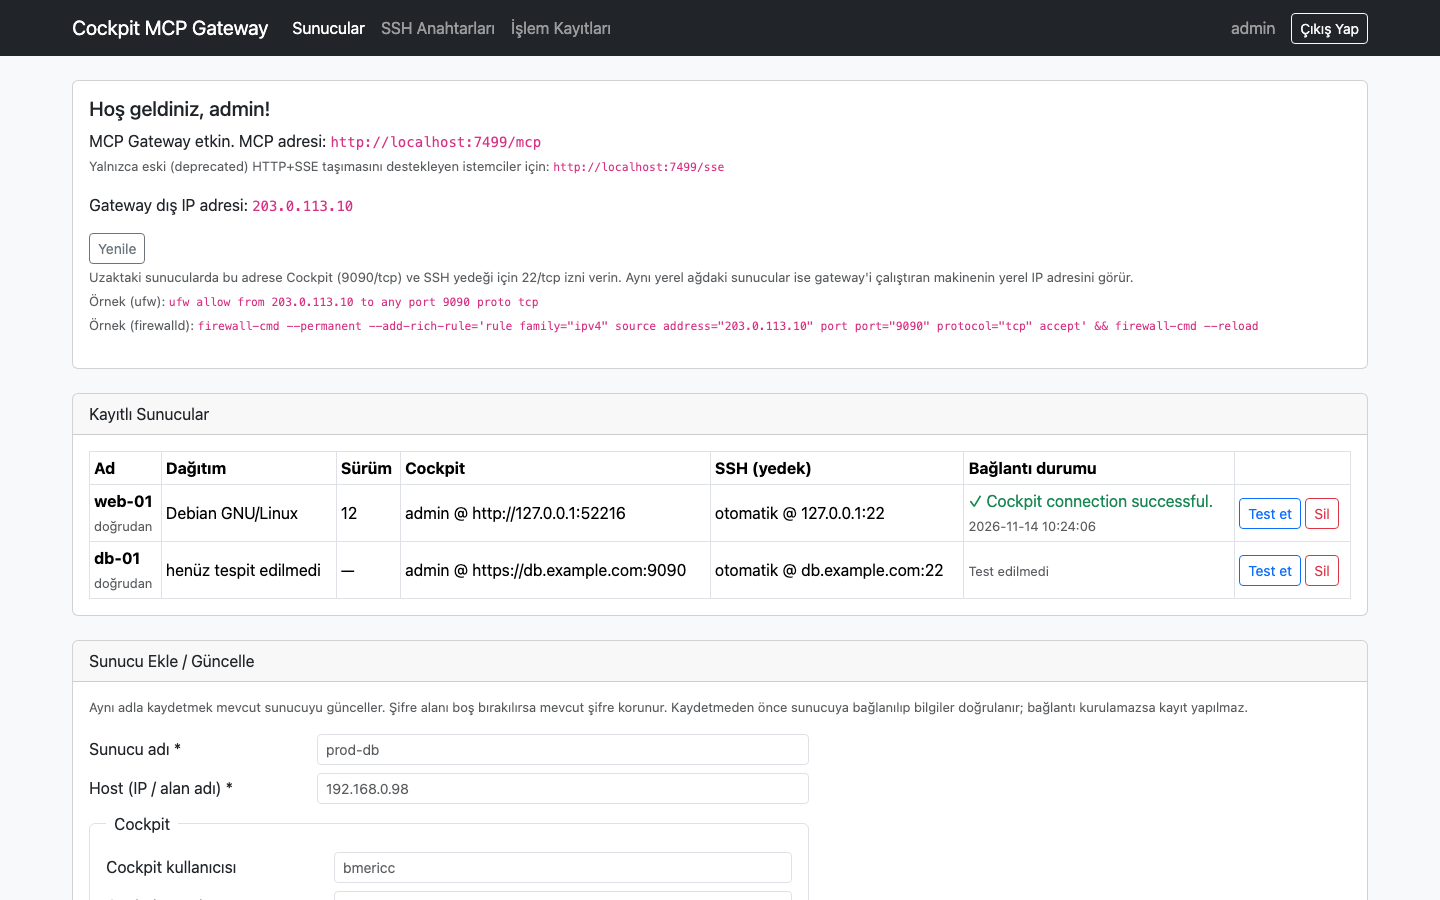 Cockpit MCP Gateway Sunucular SSH Anahtarları İşlem Kayıtları admin Çıkış Yap
Hoş geldiniz, admin!
MCP Gateway etkin. MCP adresi: http://localhost:7499/mcp
Yalnızca eski (deprecated) HTTP+SSE taşımasını destekleyen istemciler için: http://localhost:7499/sse
Gateway dış IP adresi: 203.0.113.10
Yenile
Uzaktaki sunucularda bu adrese Cockpit (9090/tcp) ve SSH yedeği için 22/tcp izni verin. Aynı yerel ağdaki sunucular ise gateway'i çalıştıran makinenin yerel IP adresini görür.
Örnek (ufw): ufw allow from 203.0.113.10 to any port 9090 proto tcp
Örnek (firewalld): firewall-cmd --permanent --add-rich-rule='rule family="ipv4" source address="203.0.113.10" port port="9090" protocol="tcp" accept' && firewall-cmd --reload
Kayıtlı Sunucular
Ad Dağıtım Sürüm Cockpit SSH (yedek) Bağlantı durumu
web-01 doğrudan Debian GNU/Linux 12 admin @ http://127.0.0.1:52216 otomatik @ 127.0.0.1:22 ✓ Cockpit connection successful. 2026-11-14 10:24:06 Test et Sil
db-01 doğrudan henüz tespit edilmedi — admin @ https://db.example.com:9090 otomatik @ db.example.com:22 Test edilmedi Test et Sil
Sunucu Ekle / Güncelle
Aynı adla kaydetmek mevcut sunucuyu günceller. Şifre alanı boş bırakılırsa mevcut şifre korunur. Kaydetmeden önce sunucuya bağlanılıp bilgiler doğrulanır; bağlantı kurulamazsa kayıt yapılmaz.
Sunucu adı * prod-db
Host (IP / alan adı) * 192.168.0.98
Cockpit
Cockpit kullanıcısı bmericc